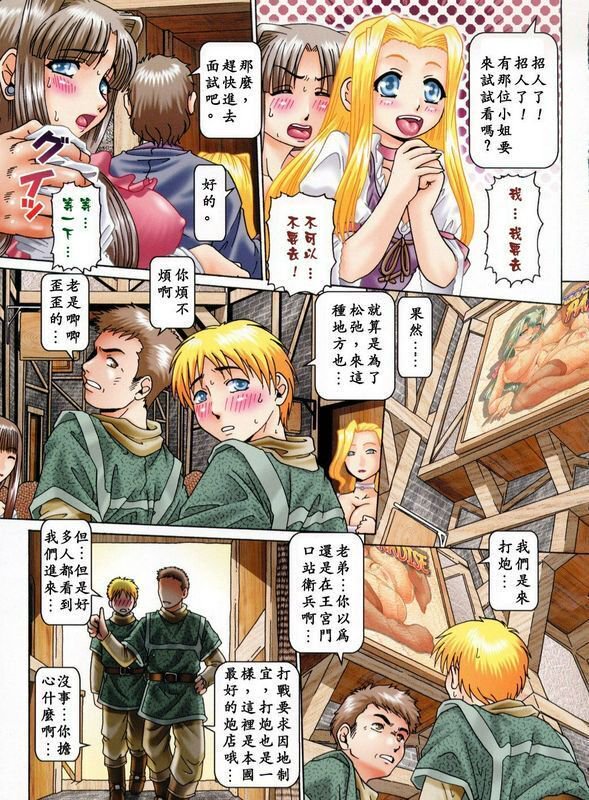 招人了！
招人了！
有那位小姐要
來試試看嗎？
我…我要去
不可以…
不要去！
那麼，
趕快進去
面試吧。
好的。
グイッ
等…
等一下…
果然……
就算是為了
松弛，來這
種地方也…
你煩不
煩啊
老是唧唧
歪歪的…
我們是來
打炮…
老弟…你以為
還是在王宮門
口站衛兵啊…
打戰要求因地制
宜，打炮也是一
樣，這裡是本國
最好的炮店哦…
但…但是好
多人都看到
我們進來…
沒事…你擔
心什麼啊…